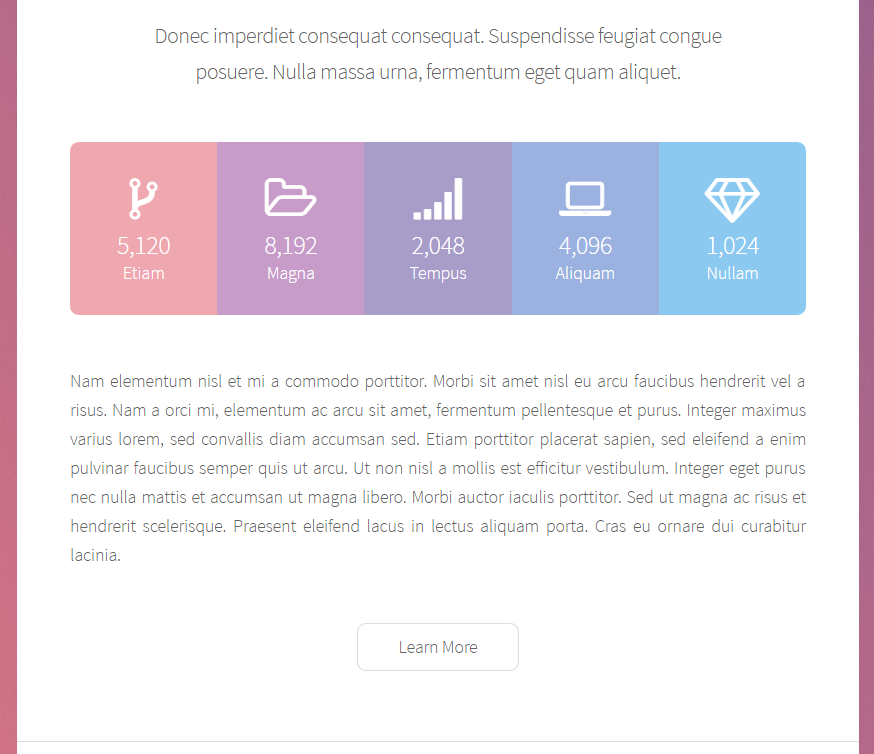 Donec imperdiet consequat consequat. Suspendisse feugiat congue
posuere. Nulla massa urna, fermentum eget quam aliquet.
5,120
Etiam
8,192
Magna
2,048
Tempus
4,096
Aliquam
1,024
Nullam
Nam elementum nisl et mi a commodo porttitor. Morbi sit amet nisl eu arcu faucibus hendrerit vel a
risus. Nam a orci mi, elementum ac arcu sit amet, fermentum pellentesque et purus. Integer maximus
varius lorem, sed convallis diam accumsan sed. Etiam porttitor placerat sapien, sed eleifend a enim
pulvinar faucibus semper quis ut arcu. Ut non nisl a mollis est efficitur vestibulum. Integer eget purus
nec nulla mattis et accumsan ut magna libero. Morbi auctor iaculis porttitor. Sed ut magna ac risus et
hendrerit scelerisque. Praesent eleifend lacus in lectus aliquam porta. Cras eu ornare dui curabitur
lacinia.
Learn More